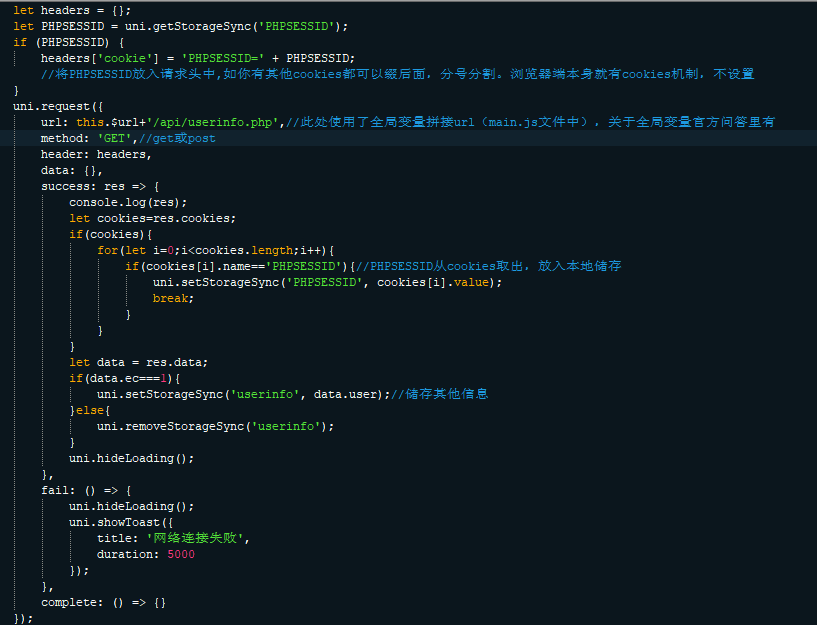 let headers = {};
let PHPSESSID = uni.getStorageSync('PHPSESSID');
if (PHPSESSID) {
headers['cookie'] = 'PHPSESSID=' + PHPSESSID;
//将PHPSESSID放入请求头中,如你有其他cookies都可以缀后面，分号分割。浏览器端本身就有cookies机制，不设置
}
uni.request({
url: this.$url+'/api/userinfo.php',//此处使用了全局变量拼接url（main.js文件中），关于全局变量官方问答里有
method: 'GET',//get或post
header: headers,
data: {},
success: res => {
console.log(res);
let cookies=res.cookies;
if(cookies){
for(let i=0;i<cookies.length;i++){
if(cookies[i].name=='PHPSESSID'){//PHPSESSID从cookies取出，放入本地储存
uni.setStorageSync('PHPSESSID', cookies[i].value);
break;
}
}
}
let data = res.data;
if(data.ec===1){
uni.setStorageSync('userinfo', data.user);//储存其他信息
}else{
uni.removeStorageSync('userinfo');
}
uni.hideLoading();
},
fail: () => {
uni.hideLoading();
uni.showToast({
title: '网络连接失败',
duration: 5000
});
},
complete: () => {}
});